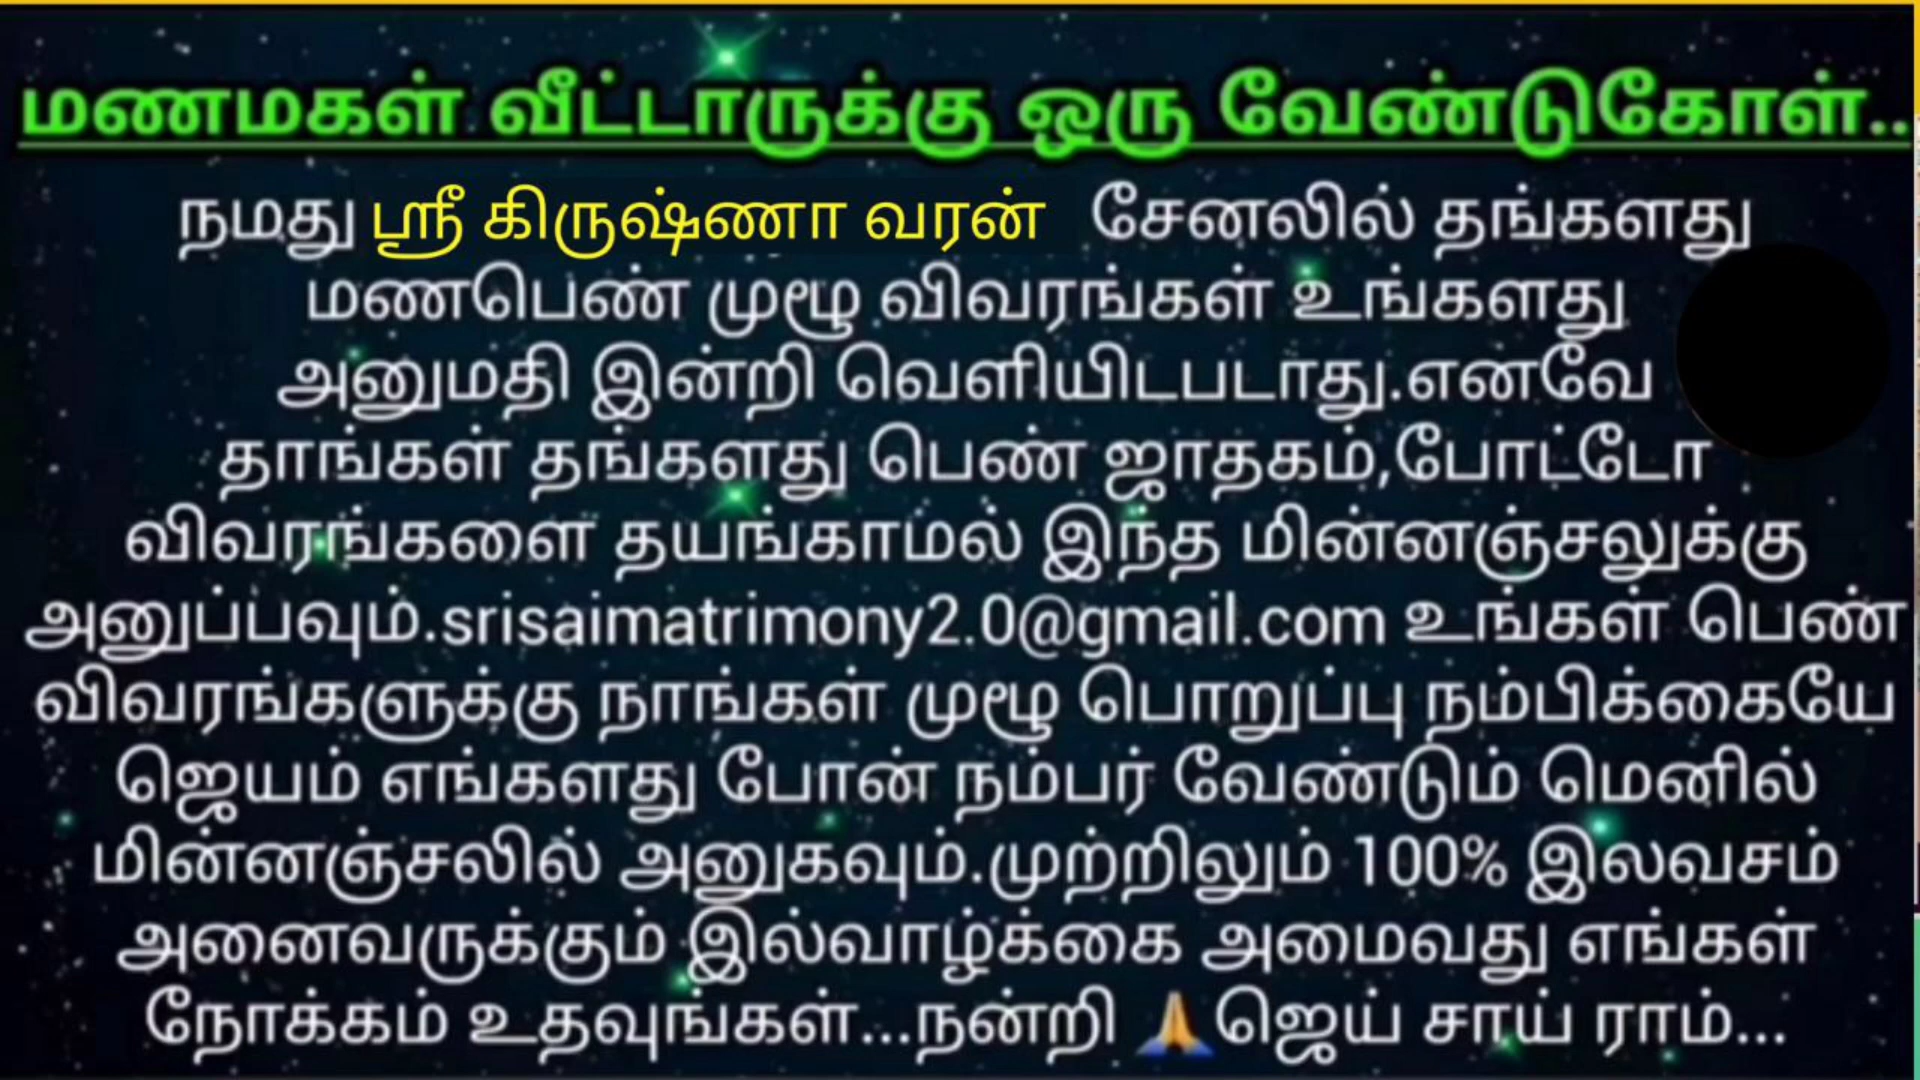 மணமகள் வீட்டாருக்கு ஒரு வேண்டுகோள்..
நமது ஸ்ரீ கிருஷ்ணா வரன் சேனலில் தங்களது
மணபெண் முழூ விவரங்கள் உங்களது
அனுமதி இன்றி வெளியிடபடாது.எனவே
தாங்கள் தங்களது பெண் ஜாதகம்,போட்டோ
விவரங்களை தயங்காமல் இந்த மின்னஞ்சலுக்கு
அனுப்பவும்.srisaimatrimony2.0@gmail.com உங்கள் பெண்
விவரங்களுக்கு நாங்கள் முழூ பொறுப்பு நம்பிக்கையே
ஜெயம் எங்களது போன் நம்பர் வேண்டும் மெனில்
மின்னஞ்சலில் அனுகவும்.முற்றிலும் 100% இலவசம்
அனைவருக்கும் இல்வாழ்க்கை அமைவது எங்கள்
நோக்கம் உதவுங்கள்...நன்றி 🙏ஜெய் சாய் ராம்...